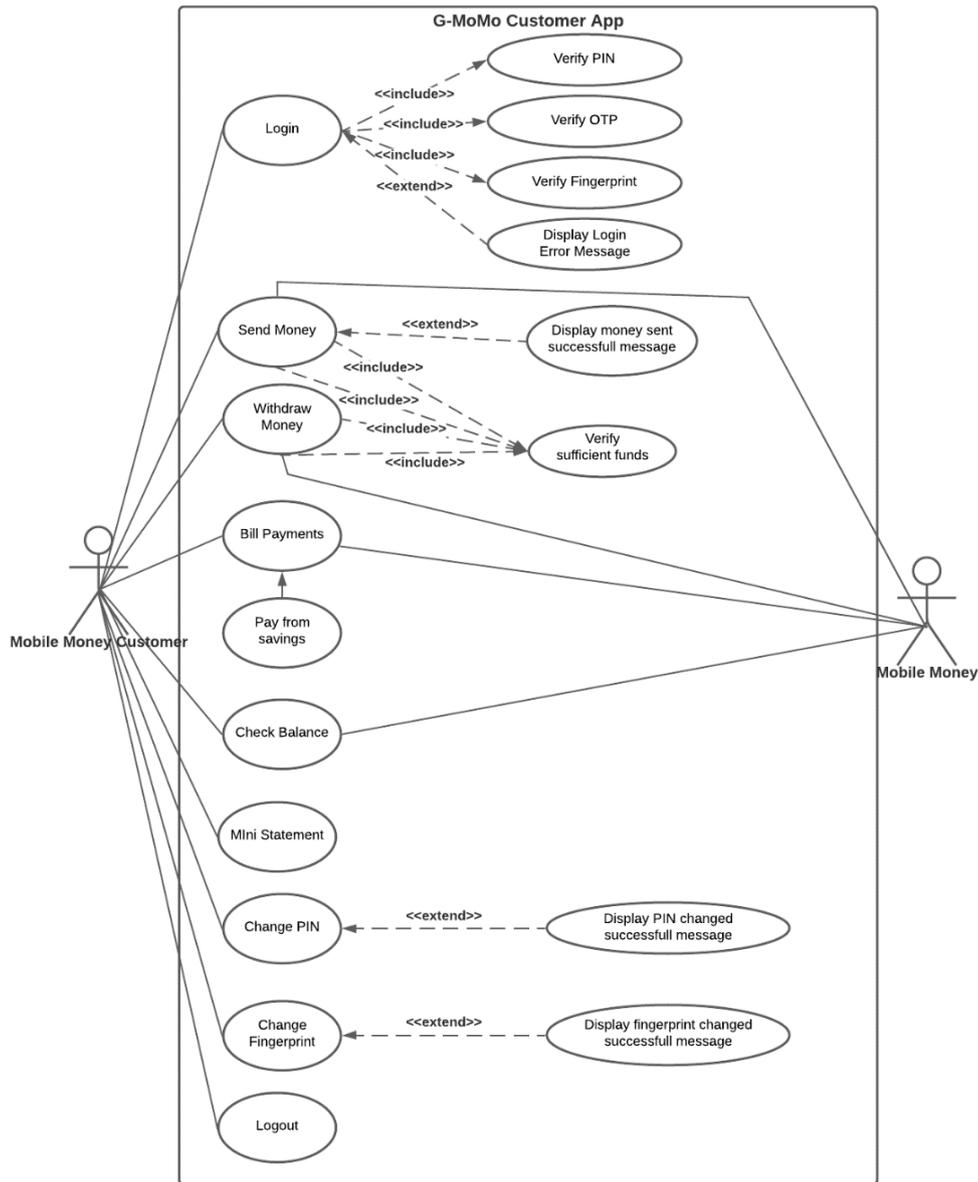 G-MoMo Customer App
Verify PIN
<<include>>
Login
<<include>>
Verify OTP
<<include>>
Verify Fingerprint
<<extend>>
Display Login
Error Message
Send Money
<<extend>>
Display money sent
successfull message
<<include>>
Withdraw
Money
<<include>>
<<include>>
Verify
sufficient funds
<<include>>
Bill Payments
Pay from
savings
Mobile Money Customer
Mobile Money
Check Balance
MIni Statement
Change PIN
<<extend>>
Display PIN changed
successfull message
Change
Fingerprint
<<extend>>
Display fingerprint changed
successfull message
Logout